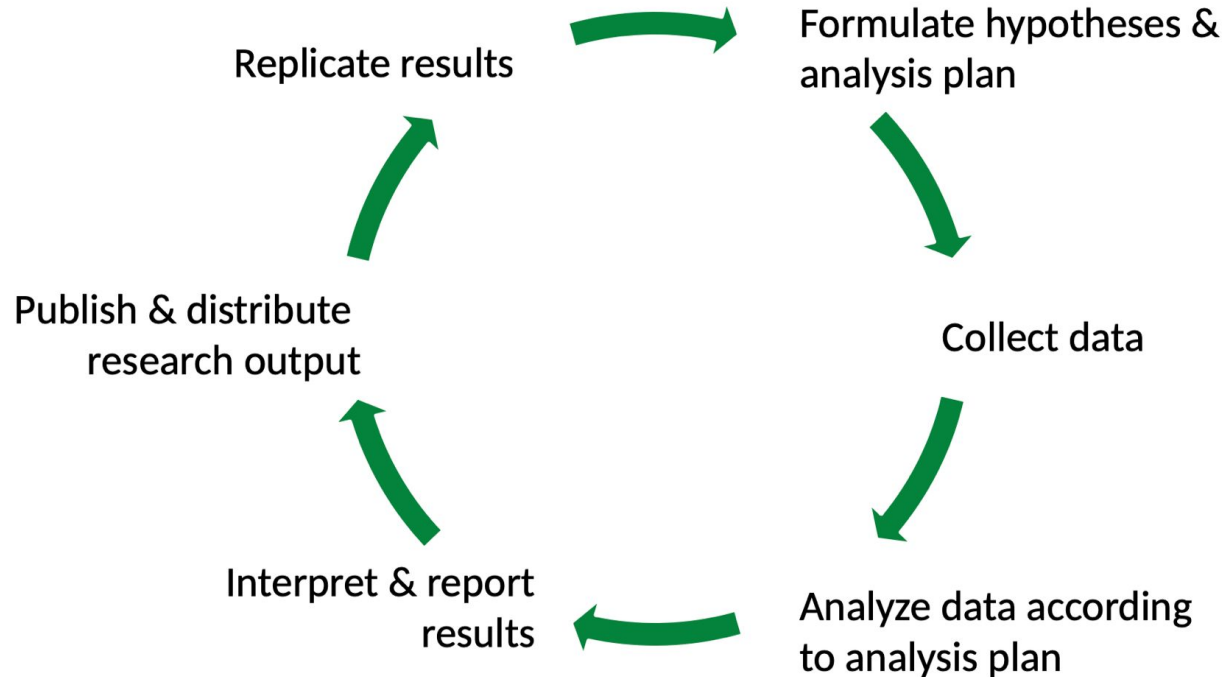 Formulate hypotheses &
analysis plan
Collect data
Analyze data according
to analysis plan
Interpret & report
results
Publish & distribute
research output
Replicate results